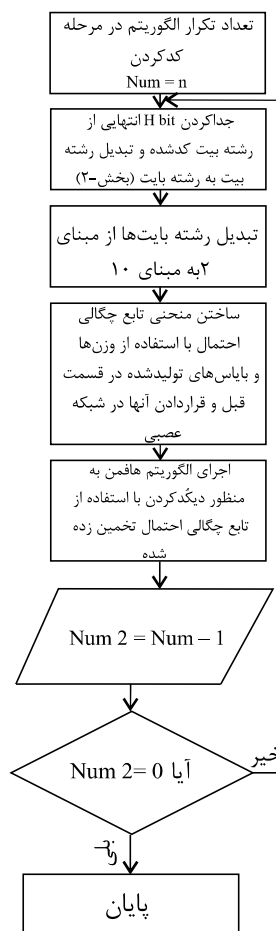 تعداد تکرار الگوریتم در مرحله
کدکردن
Num = n
جداکردن H bit انتهایی از
رشته بیت کدشده و تبدیل رشته
بیت به رشته بایت (بخش-۲)
تبدیل رشته بایت‌ها از مبنای
۲به مبنای ۱۰
ساختن منحنی تابع چگالی
احتمال با استفاده از وزن‌ها
و بایاس‌های تولیدشده در قسمت
قبل و قراردادن آنها در شبکه
عصبی
اجرای الگوریتم هافمن به
منظور دیکُدکردن با استفاده از
تابع چگالی احتمال تخمین زده
شده
Num 2 = Num – 1
آیا Num 2= 0
خیر
بلی
پایان